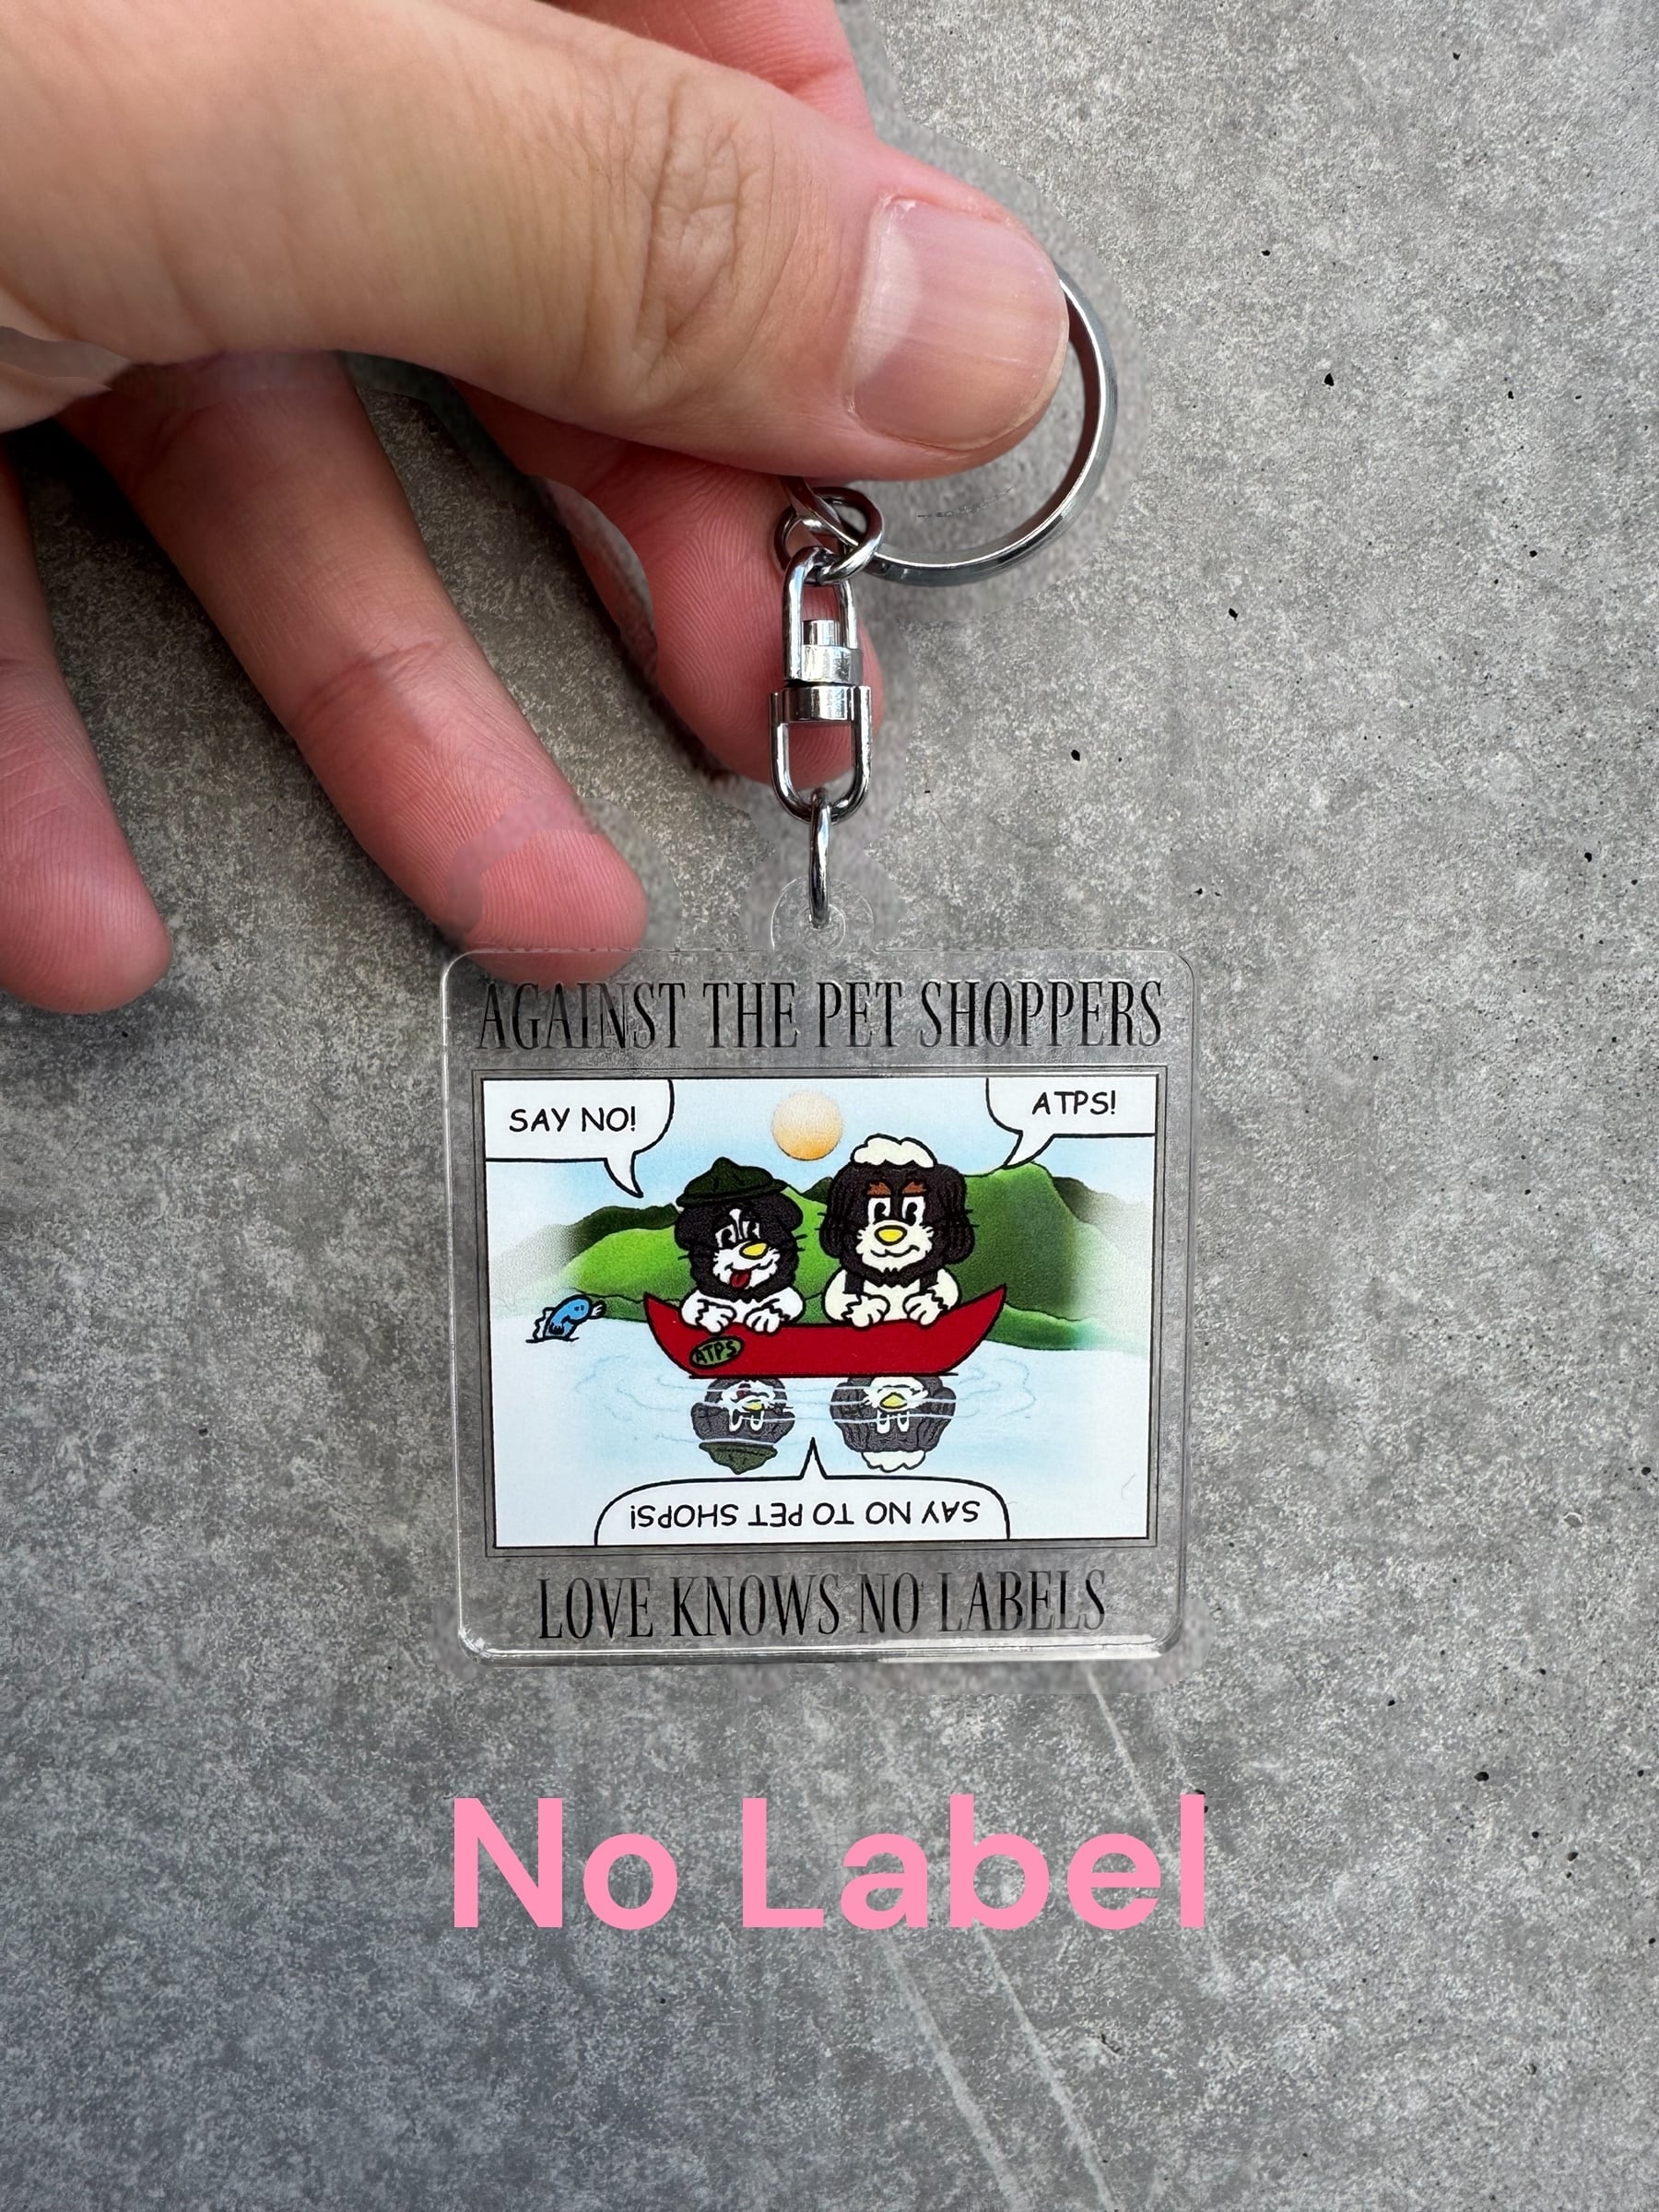 AGAINST THE PET SHOPPERS
SAY NO!
ATPS!
ATPS
SAY NO TO PET SHOPS!
LOVE KNOWS NO LABELS
No Label